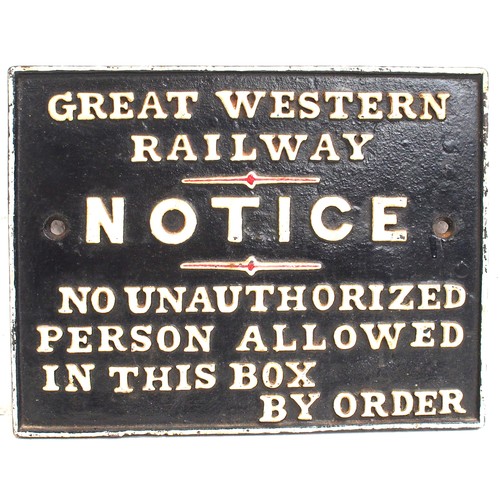 GREAT WESTERN
RAILWAY
NOTICE
NO UNAUTHORIZED
PERSON ALLOWED
IN THIS BOX
BY ORDER